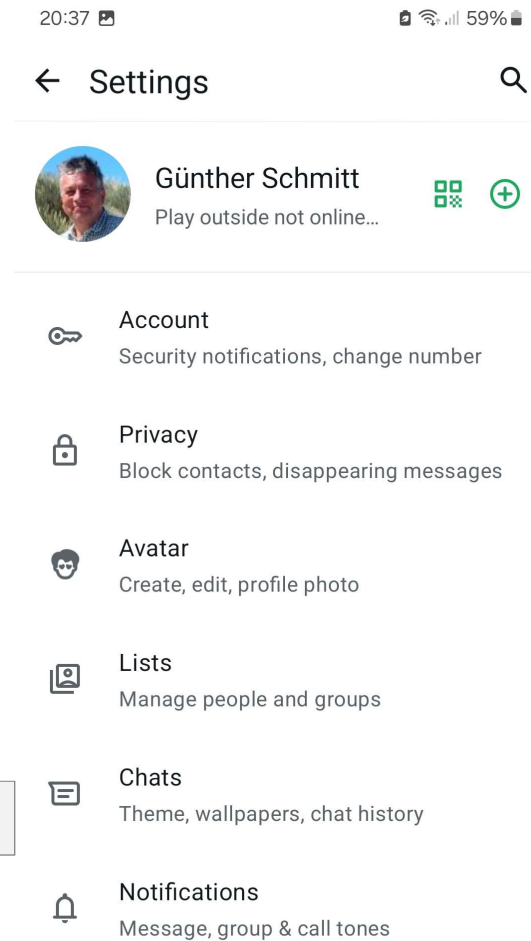 20:37 59%
Settings
Günther Schmitt
Play outside not online...
Account
Security notifications, change number
Privacy
Block contacts, disappearing messages
Avatar
Create, edit, profile photo
Lists
Manage people and groups
Chats
Theme, wallpapers, chat history
Notifications
Message, group & call tones